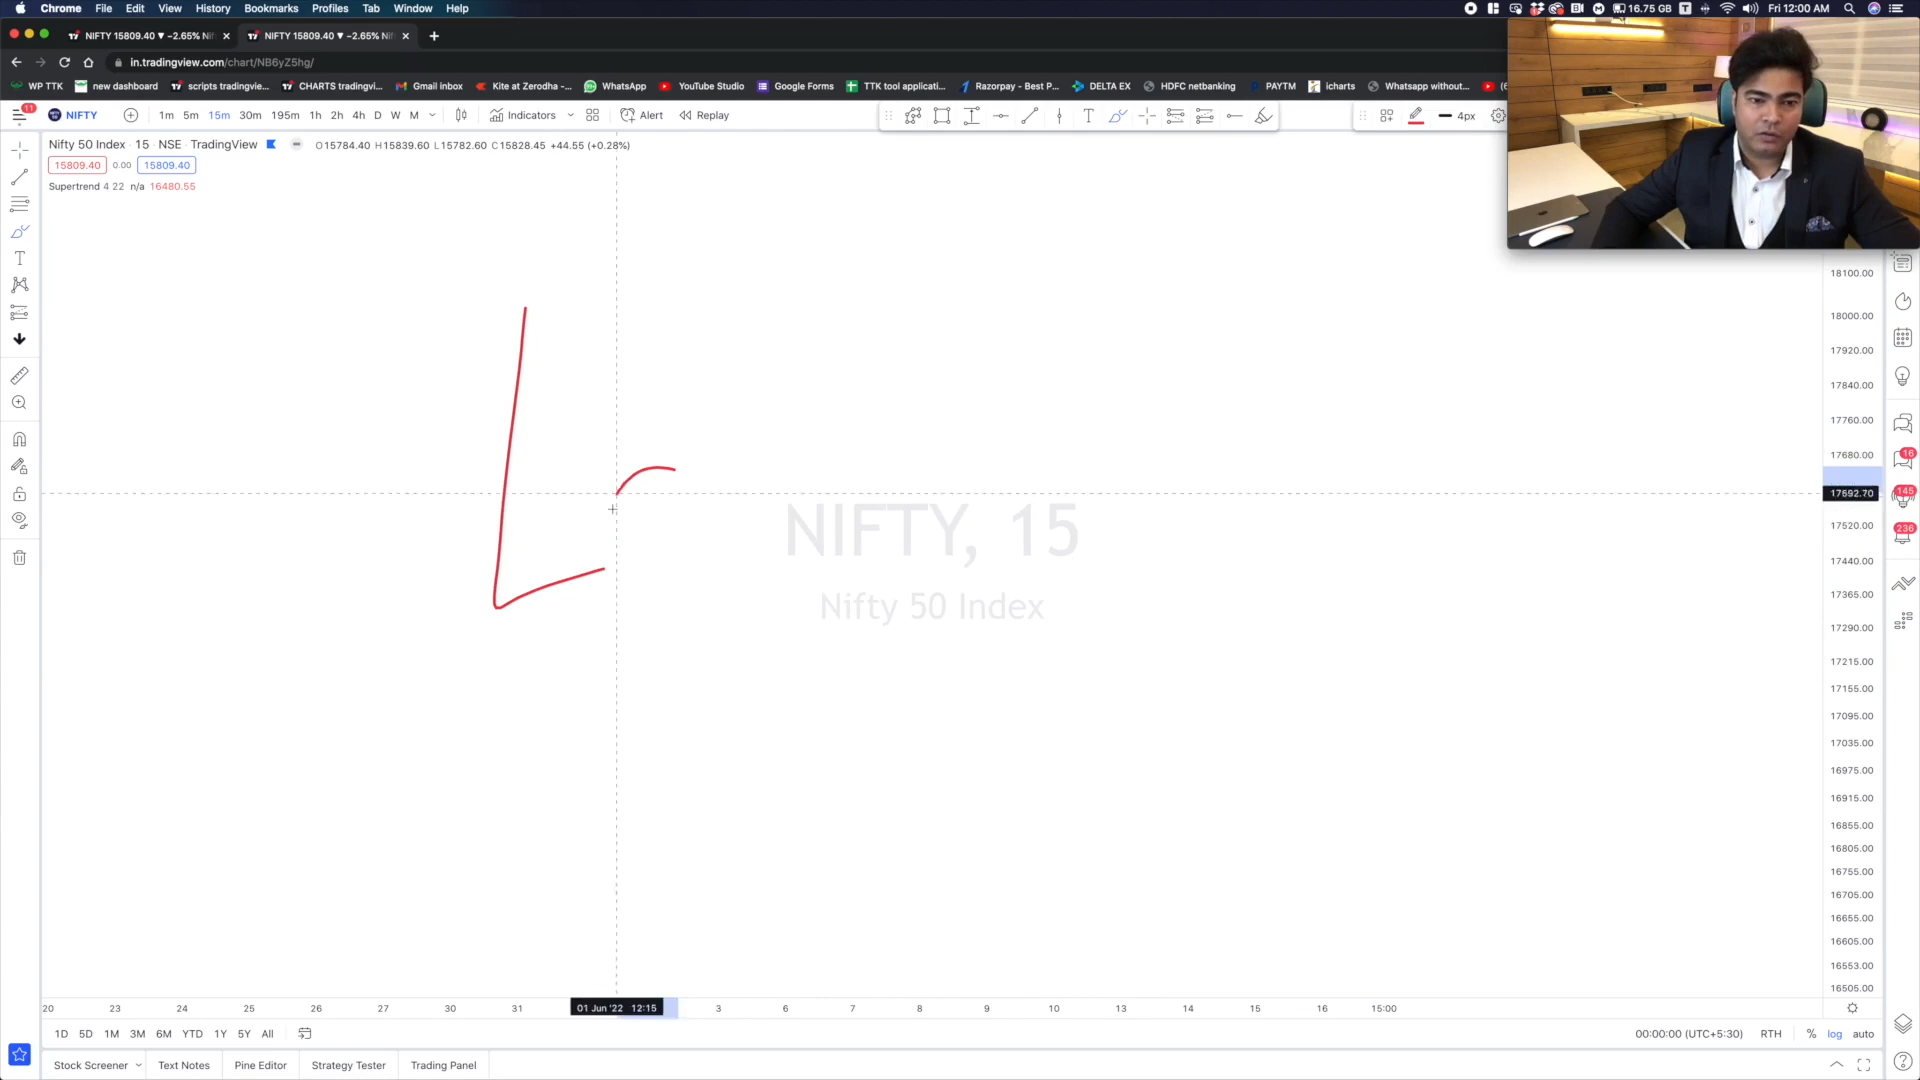 Chrome File Edit View History Bookmarks Profiles Tab Window Help 16.75 GB Fri 12:00 AM
NIFTY 15809.40 ▼ −2.65% Nif NIFTY 15809.40 ▼ −2.65% Nif
in.tradingview.com/chart/NB6yZ5hg/
WP TTK new dashboard scripts tradingvie... CHARTS tradingvi... Gmail inbox Kite at Zerodha -... WhatsApp YouTube Studio Google Forms TTK tool applicati... Razorpay - Best P... DELTA EX HDFC netbanking PAYTM icharts Whatsapp without...
11 NIFTY 1m 5m 15m 30m 195m 1h 2h 4h D W M Indicators Alert Replay T 4px
Nifty 50 Index · 15 · NSE · TradingView O15784.40 H15839.60 L15782.60 C15828.45 +44.55 (+0.28%)
15809.40 0.00 15809.40
Supertrend 4 22 n/a 16480.55
18100.00
18000.00
17920.00
17840.00
17760.00
17680.00
16
145
17692.70
236
17520.00
17440.00
17365.00
17290.00
17215.00
17155.00
17095.00
17035.00
16975.00
16915.00
16855.00
16805.00
16755.00
16705.00
16655.00
16605.00
16553.00
16505.00
L
NIFTY, 15
Nifty 50 Index
20 23 24 25 26 27 30 31 01 Jun '22 12:15 3 6 7 8 9 10 13 14 15 16 15:00
1D 5D 1M 3M 6M YTD 1Y 5Y All 00:00:00 (UTC+5:30) RTH % log auto
Stock Screener Text Notes Pine Editor Strategy Tester Trading Panel